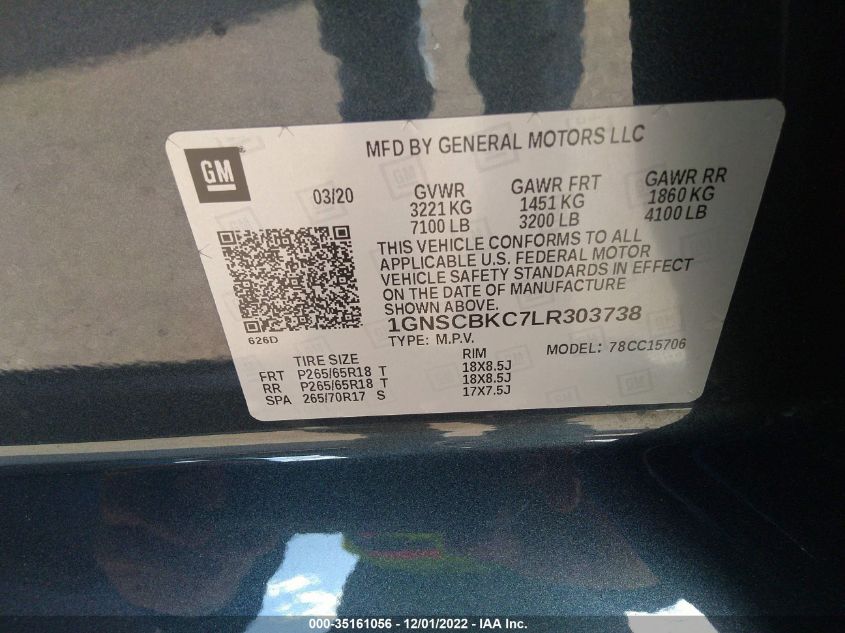 MFD BY GENERAL MOTORS LLC
GM
03/20
GVWR GAWR FRT GAWR RR
3221 KG 1451 KG 1860 KG
7100 LB 3200 LB 4100 LB
THIS VEHICLE CONFORMS TO ALL
APPLICABLE U.S. FEDERAL MOTOR
VEHICLE SAFETY STANDARDS IN EFFECT
ON THE DATE OF MANUFACTURE
SHOWN ABOVE.
626D
1GNSCBKC7LR303738
TYPE: M.P.V. MODEL: 78CC15706
TIRE SIZE RIM
FRT P265/65R18 T 18X8.5J
RR P265/65R18 T 18X8.5J
SPA 265/70R17 S 17X7.5J
000-35161056 - 12/01/2022 - IAA Inc.